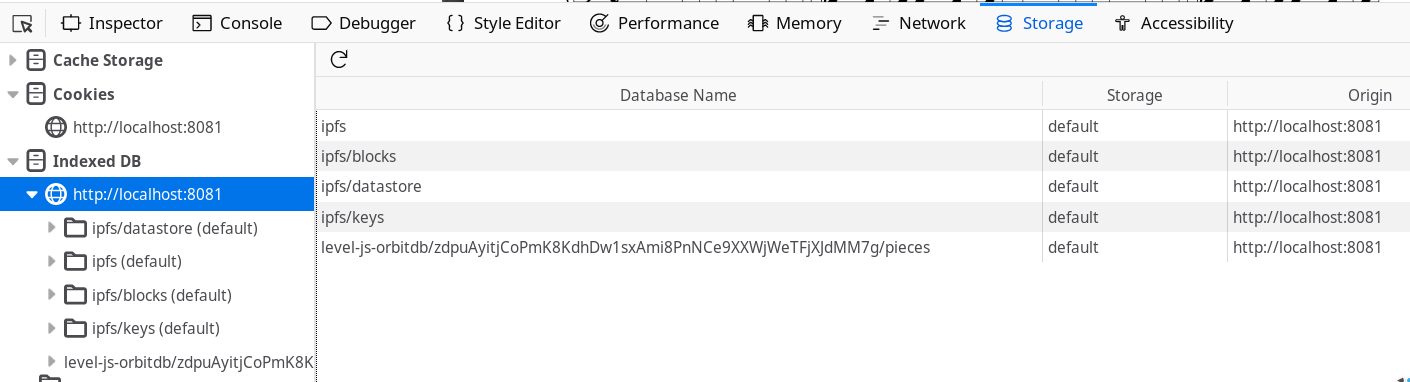 Inspector Console Debugger Style Editor Performance Memory Network Storage Accessibility
Cache Storage
Cookies
http://localhost:8081
Indexed DB
http://localhost:8081
ipfs/datastore (default)
ipfs (default)
ipfs/blocks (default)
ipfs/keys (default)
level-js-orbitdb/zdpuAyitjCoPmK8K
Database Name Storage Origin
ipfs default http://localhost:8081
ipfs/blocks default http://localhost:8081
ipfs/datastore default http://localhost:8081
ipfs/keys default http://localhost:8081
level-js-orbitdb/zdpuAyitjCoPmK8KdhDw1sxAmi8PnNCe9XXWjWeTFjXJdMM7g/pieces default http://localhost:8081